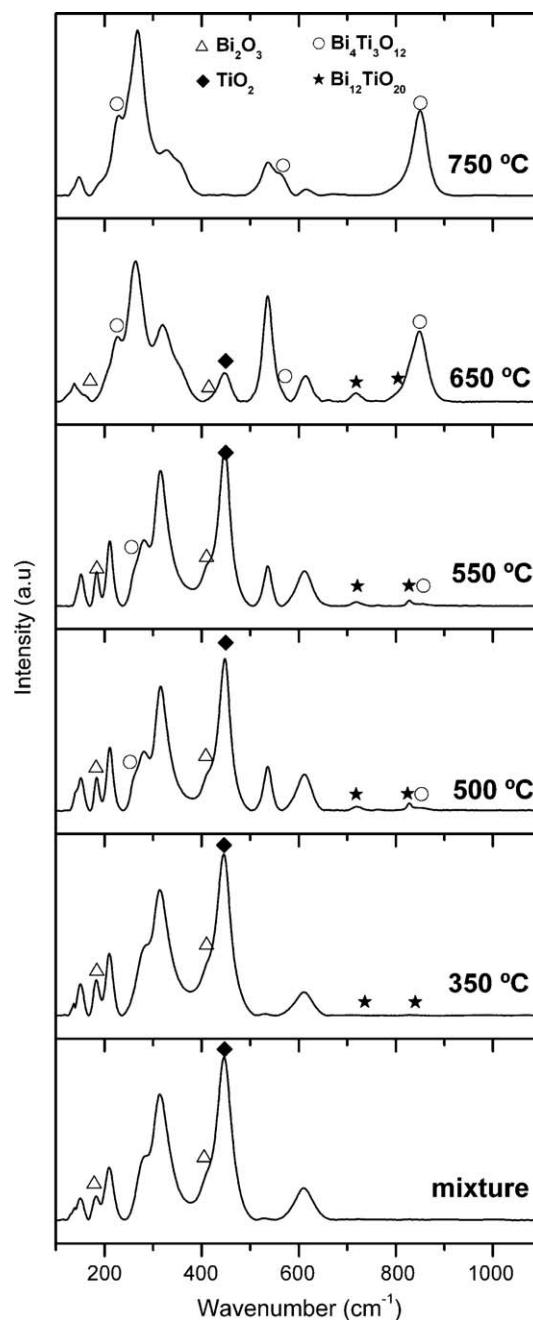 △ Bi₂O₃ ○ Bi₄Ti₃O₁₂
◆ TiO₂ ★ Bi₁₂TiO₂₀
750 ºC
650 ºC
550 ºC
500 ºC
350 ºC
mixture
Intensity (a.u)
200 400 600 800 1000
Wavenumber (cm⁻¹)